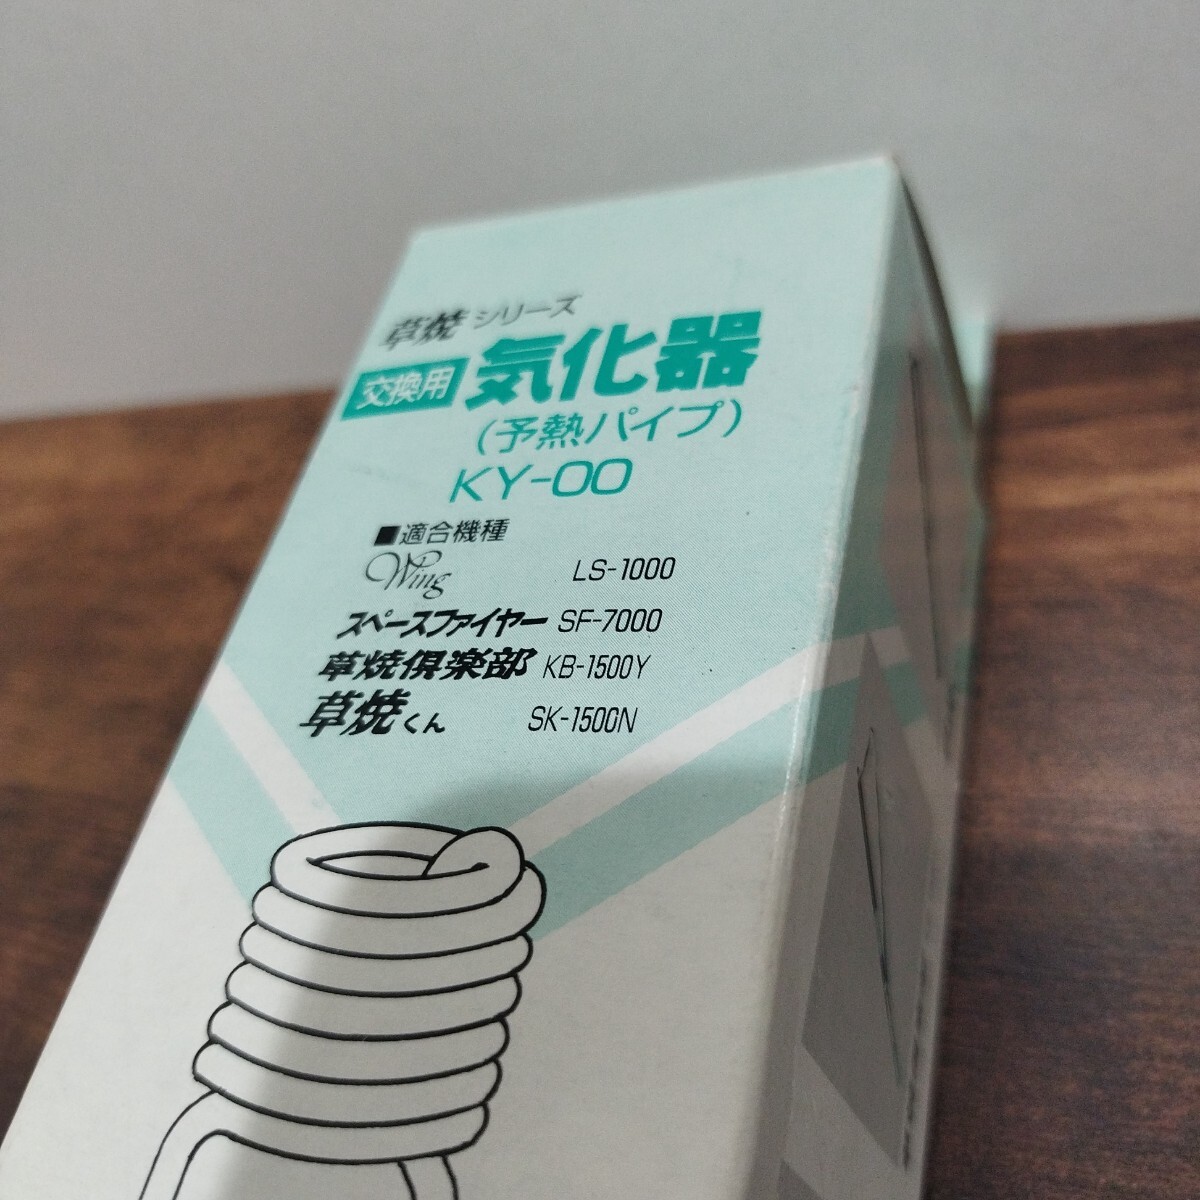 草焼シリーズ
交換用 気化器
(予熱パイプ)
KY-00
■適合機種
Wing LS-1000
スペースファイヤー SF-7000
草焼倶楽部 KB-1500Y
草焼くん SK-1500N